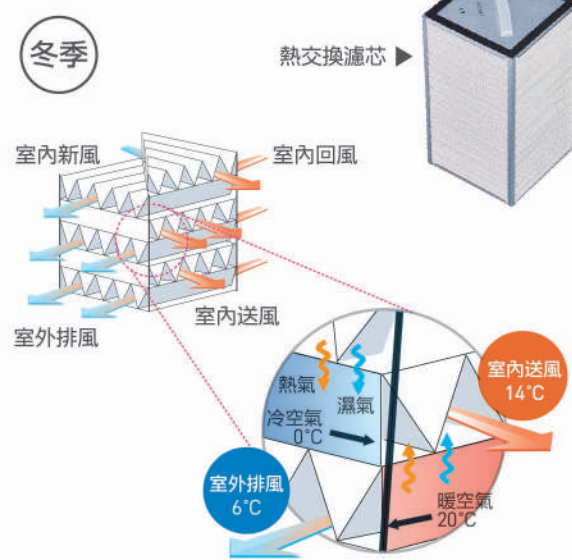 冬季
熱交換濾芯
室內新風
室內回風
室外排風
室內送風
熱氣
濕氣
冷空氣
0°C
室內送風
14°C
室外排風
6°C
暖空氣
20°C